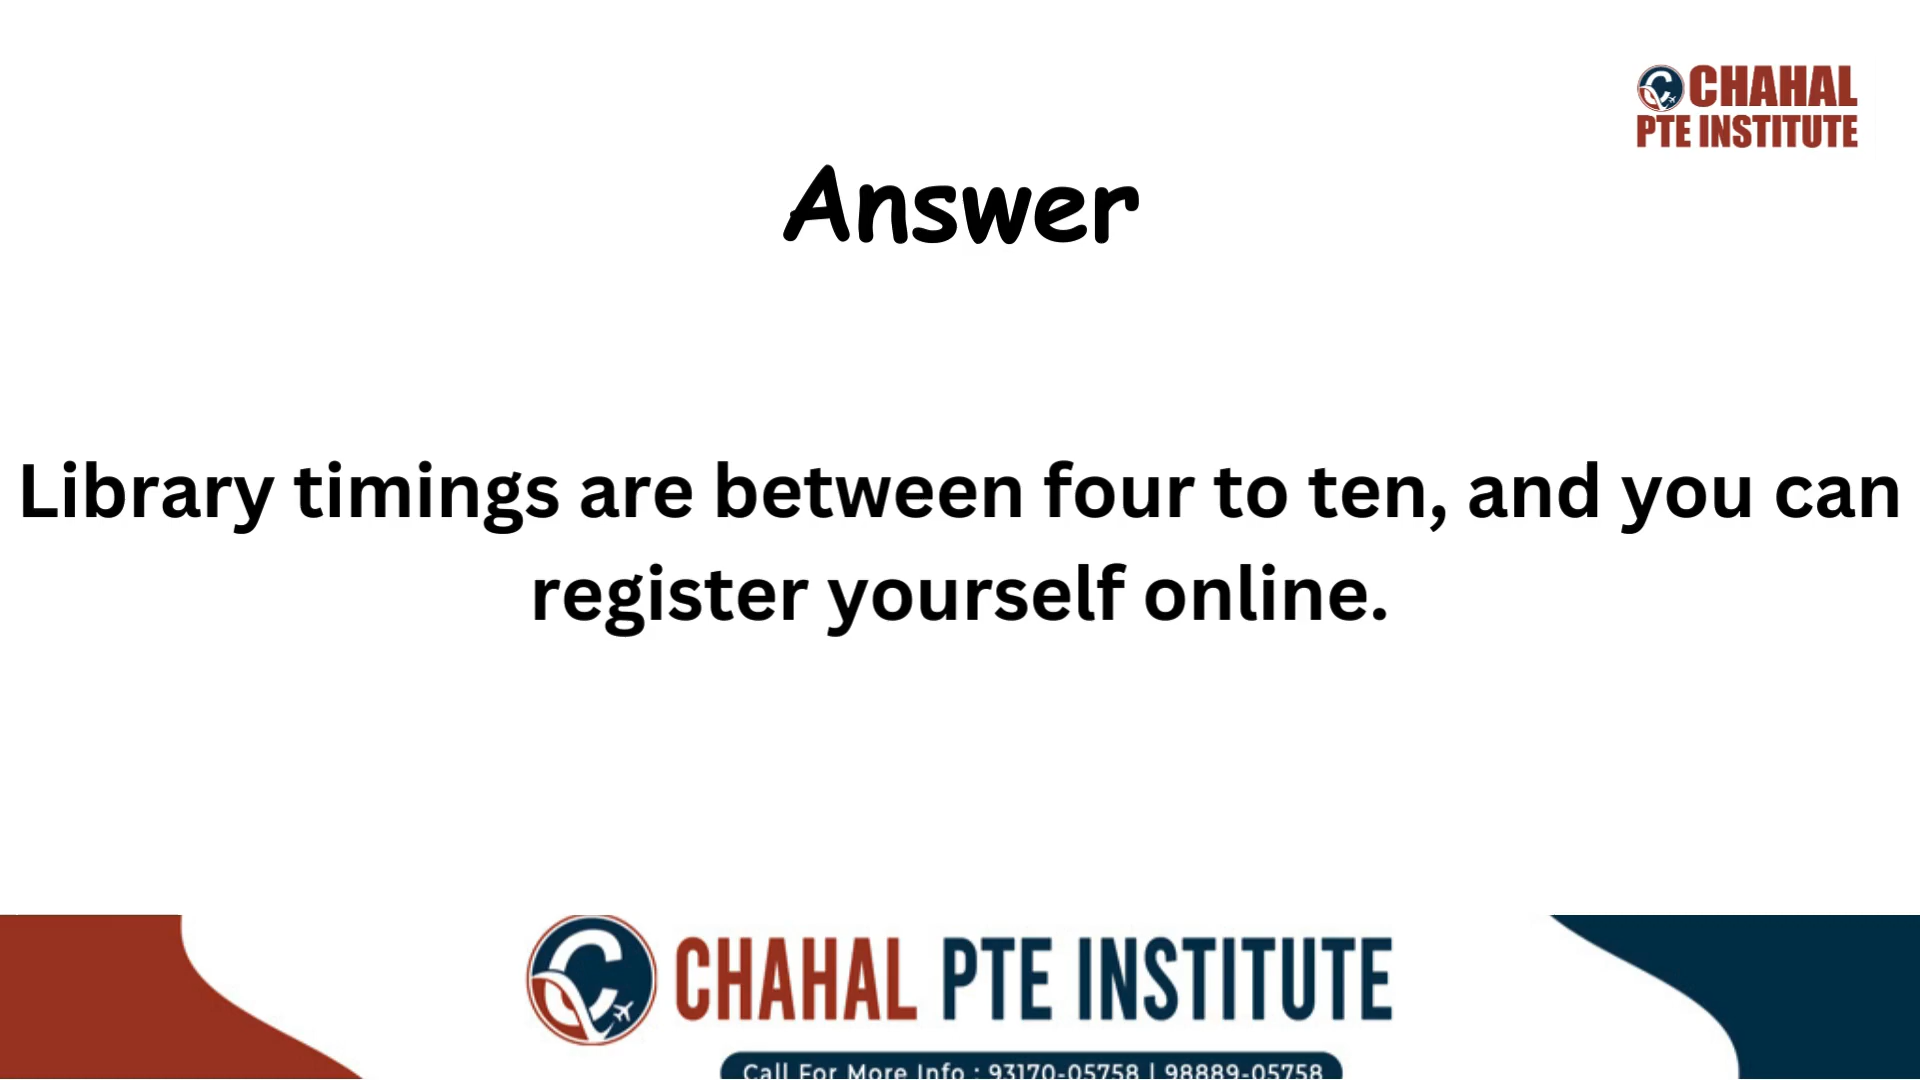 CHAHAL
PTE INSTITUTE
Answer
Library timings are between four to ten, and you can
register yourself online.
CHAHAL PTE INSTITUTE
Call For More Info : 93170-05758 | 98889-05758